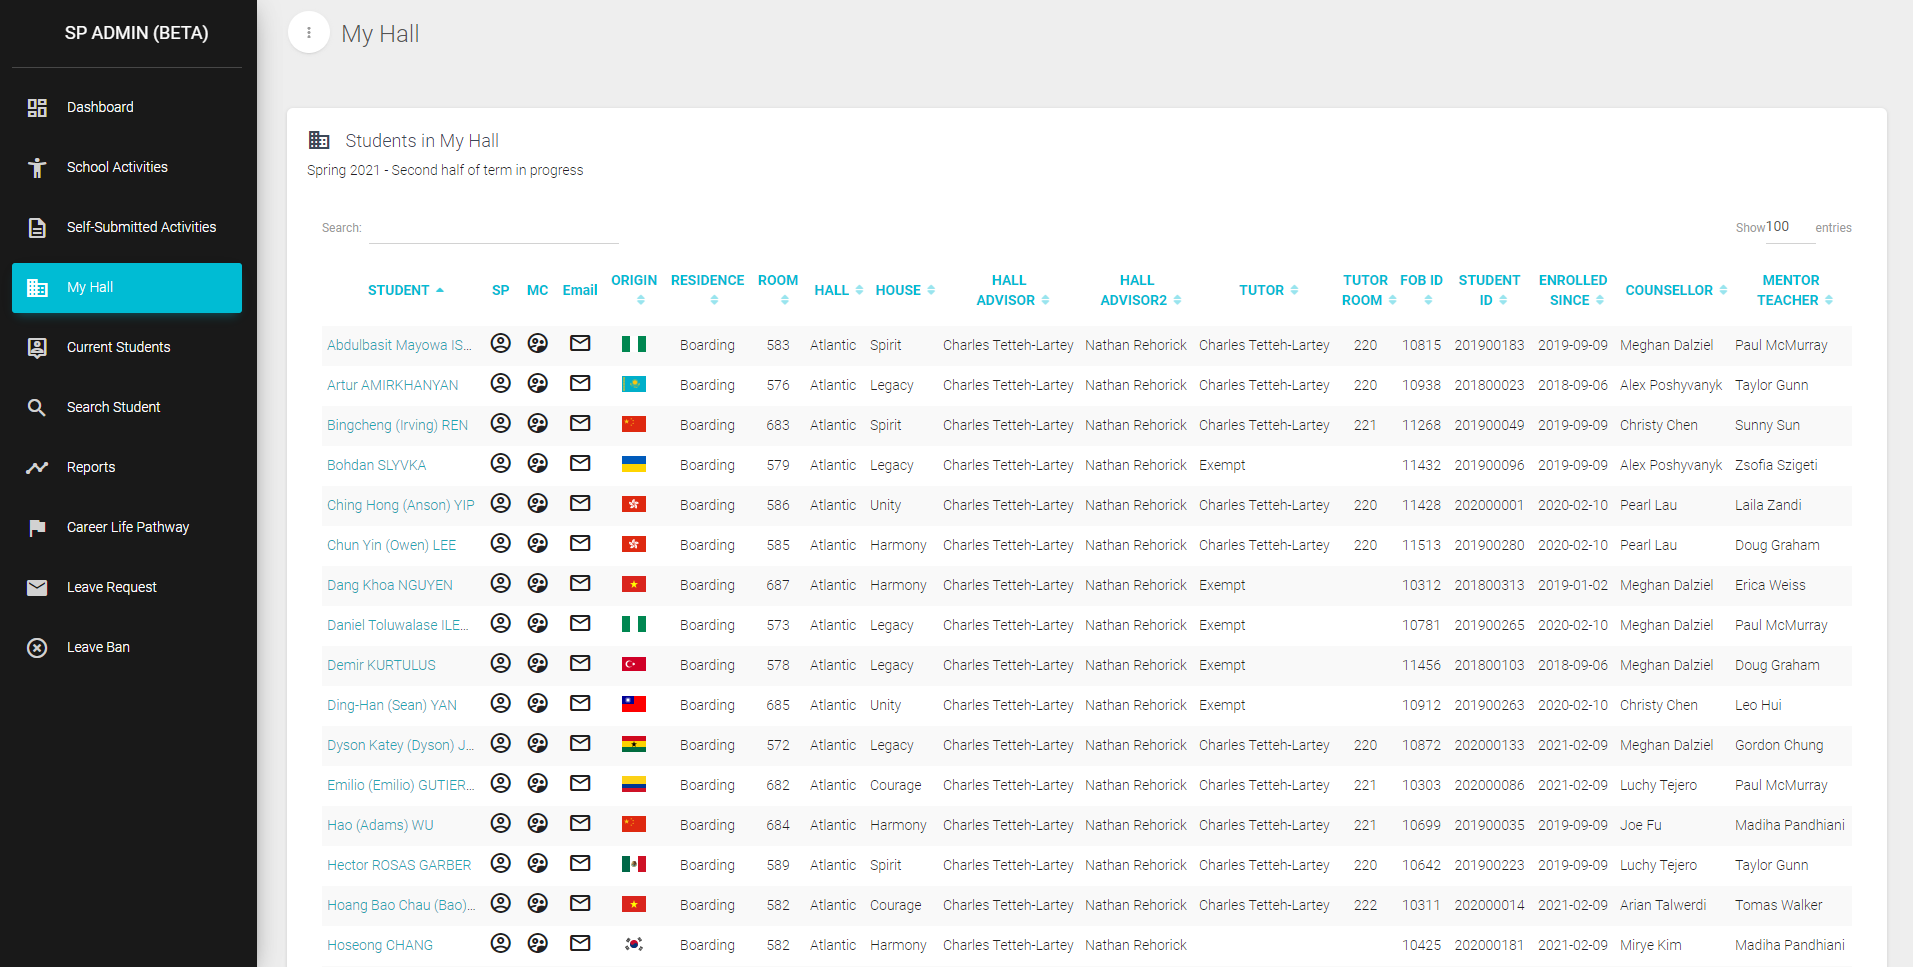 SP ADMIN (BETA)
Dashboard
School Activities
Self-Submitted Activities
My Hall
Current Students
Search Student
Reports
Career Life Pathway
Leave Request
Leave Ban
My Hall
Students in My Hall
Spring 2021 - Second half of term in progress
Search:
Show 100 entries
STUDENT SP MC Email ORIGIN RESIDENCE ROOM HALL HOUSE HALL ADVISOR HALL ADVISOR2 TUTOR TUTOR ROOM FOB ID STUDENT ID ENROLLED SINCE COUNSELLOR MENTOR TEACHER
Abdulbasit Mayowa IS... Boarding 583 Atlantic Spirit Charles Tetteh-Lartey Nathan Rehorick Charles Tetteh-Lartey 220 10815 201900183 2019-09-09 Meghan Dalziel Paul McMurray
Artur AMIRKHANYAN Boarding 576 Atlantic Legacy Charles Tetteh-Lartey Nathan Rehorick Charles Tetteh-Lartey 220 10938 201800023 2018-09-06 Alex Poshyvanyk Taylor Gunn
Bingcheng (Irving) REN Boarding 683 Atlantic Spirit Charles Tetteh-Lartey Nathan Rehorick Charles Tetteh-Lartey 221 11268 201900049 2019-09-09 Christy Chen Sunny Sun
Bohdan SLYVKA Boarding 579 Atlantic Legacy Charles Tetteh-Lartey Nathan Rehorick Exempt 11432 201900096 2019-09-09 Alex Poshyvanyk Zsofia Szigeti
Ching Hong (Anson) YIP Boarding 586 Atlantic Unity Charles Tetteh-Lartey Nathan Rehorick Charles Tetteh-Lartey 220 11428 202000001 2020-02-10 Pearl Lau Laila Zandi
Chun Yin (Owen) LEE Boarding 585 Atlantic Harmony Charles Tetteh-Lartey Nathan Rehorick Charles Tetteh-Lartey 220 11513 201900280 2020-02-10 Pearl Lau Doug Graham
Dang Khoa NGUYEN Boarding 687 Atlantic Harmony Charles Tetteh-Lartey Nathan Rehorick Exempt 10312 201800313 2019-01-02 Meghan Dalziel Erica Weiss
Daniel Toluwalase ILE... Boarding 573 Atlantic Legacy Charles Tetteh-Lartey Nathan Rehorick Exempt 10781 201900265 2020-02-10 Meghan Dalziel Paul McMurray
Demir KURTULUS Boarding 578 Atlantic Legacy Charles Tetteh-Lartey Nathan Rehorick Exempt 11456 201800103 2018-09-06 Meghan Dalziel Doug Graham
Ding-Han (Sean) YAN Boarding 685 Atlantic Unity Charles Tetteh-Lartey Nathan Rehorick Exempt 10912 201900263 2020-02-10 Christy Chen Leo Hui
Dyson Katey (Dyson) J... Boarding 572 Atlantic Legacy Charles Tetteh-Lartey Nathan Rehorick Charles Tetteh-Lartey 220 10872 202000133 2021-02-09 Meghan Dalziel Gordon Chung
Emilio (Emilio) GUTIER... Boarding 682 Atlantic Courage Charles Tetteh-Lartey Nathan Rehorick Charles Tetteh-Lartey 221 10303 202000086 2021-02-09 Luchy Tejero Paul McMurray
Hao (Adams) WU Boarding 684 Atlantic Harmony Charles Tetteh-Lartey Nathan Rehorick Charles Tetteh-Lartey 221 10699 201900035 2019-09-09 Joe Fu Madiha Pandhiani
Hector ROSAS GARBER Boarding 589 Atlantic Spirit Charles Tetteh-Lartey Nathan Rehorick Charles Tetteh-Lartey 220 10642 201900223 2019-09-09 Luchy Tejero Taylor Gunn
Hoang Bao Chau (Bao)... Boarding 582 Atlantic Courage Charles Tetteh-Lartey Nathan Rehorick Charles Tetteh-Lartey 222 10311 202000014 2021-02-09 Arian Talwerdi Tomas Walker
Hoseong CHANG Boarding 582 Atlantic Harmony Charles Tetteh-Lartey Nathan Rehorick 10425 202000181 2021-02-09 Mirye Kim Madiha Pandhiani